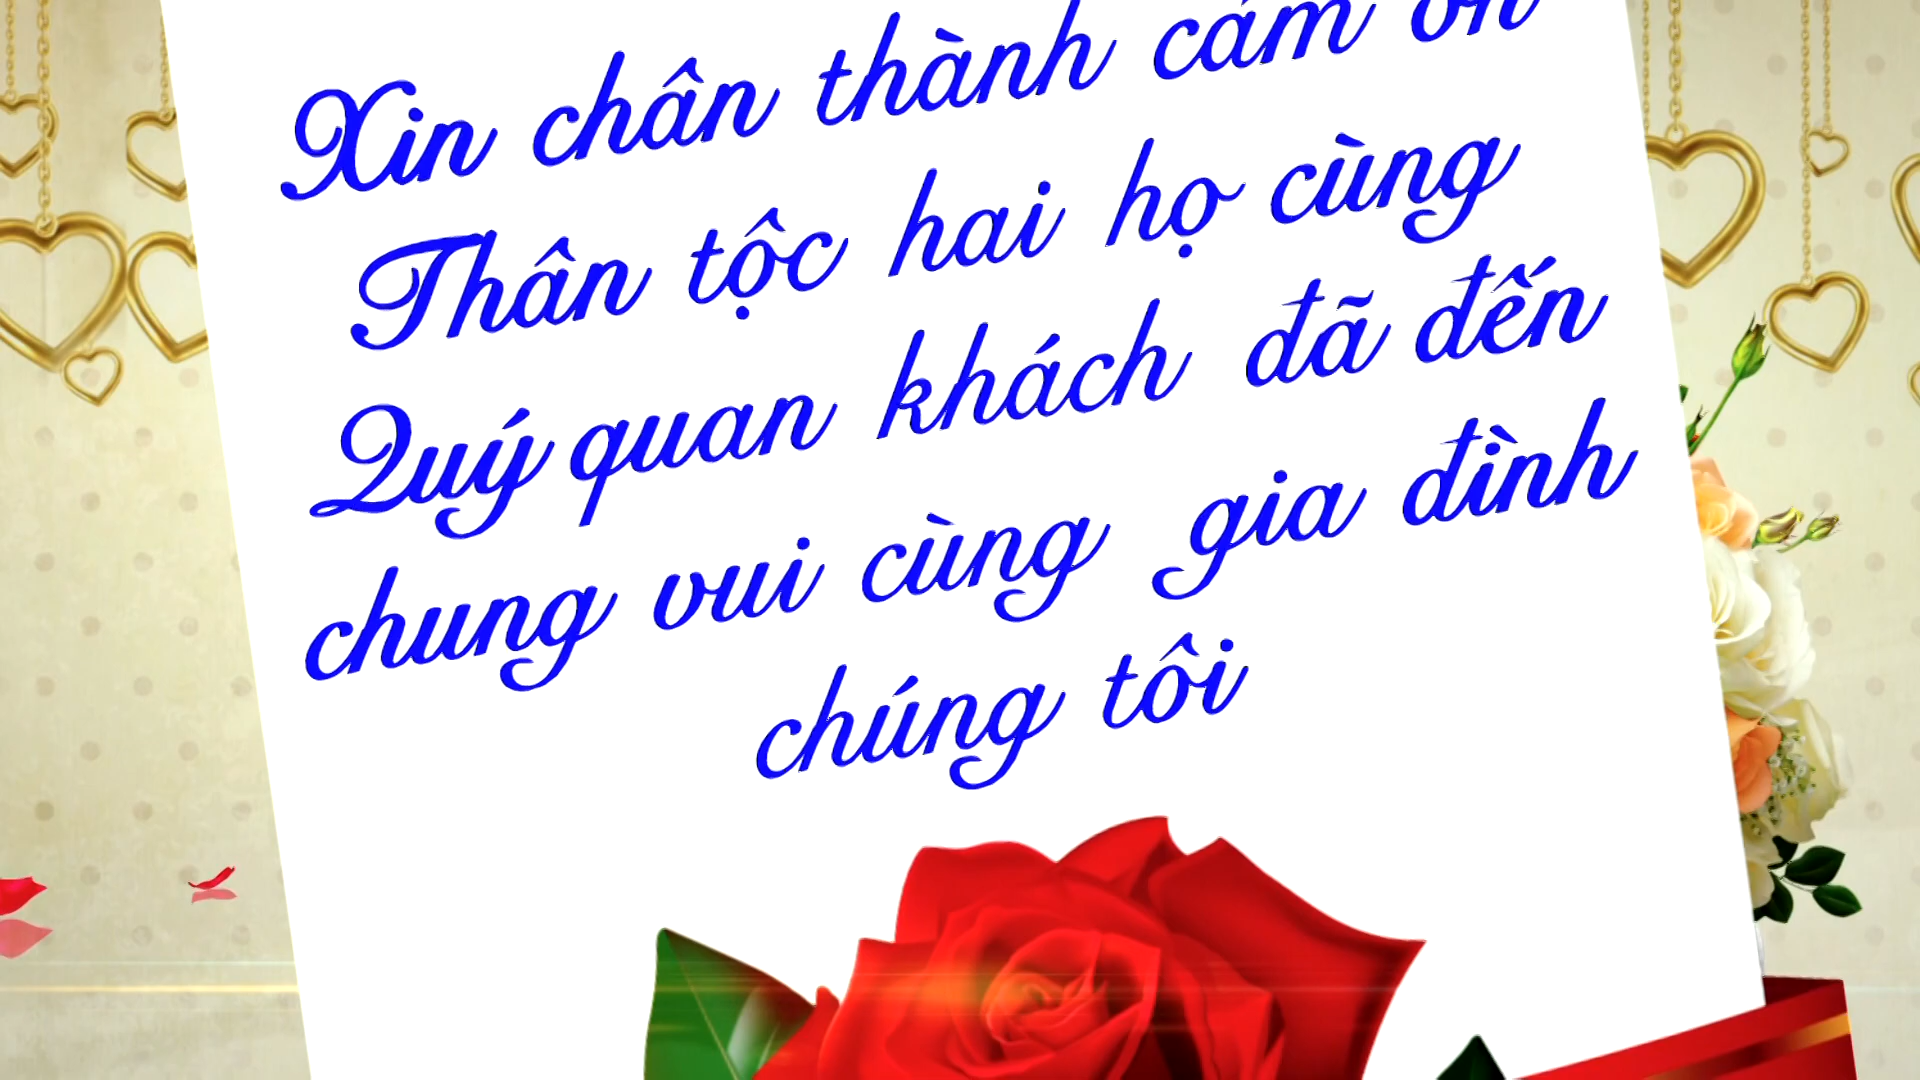 Xin chân thành cảm ơn
Thân tộc hai họ cùng
Quý quan khách đã đến
chung vui cùng gia đình
chúng tôi